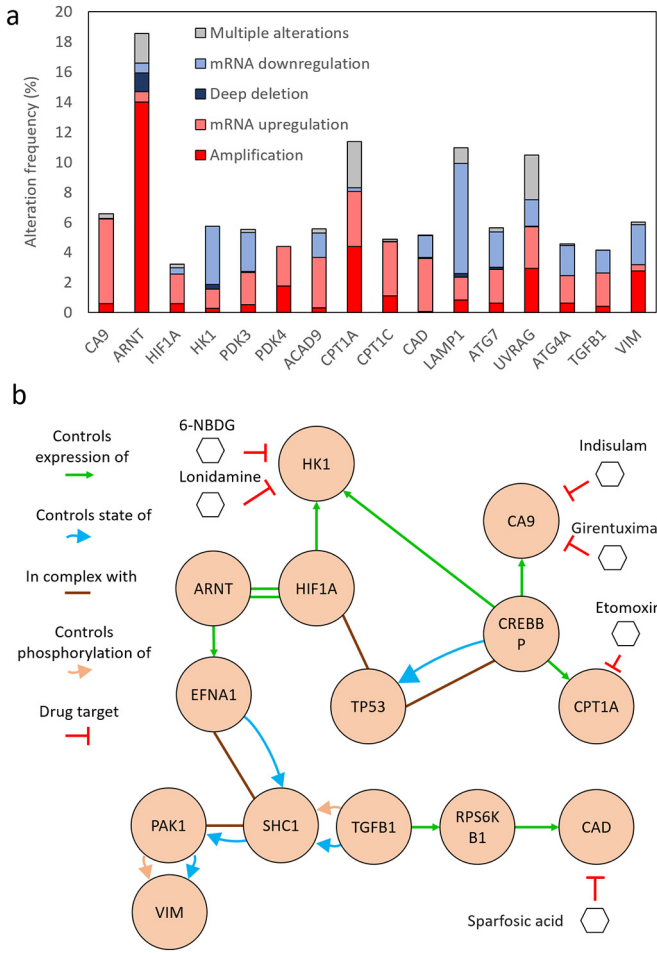 a
20
18
16
14
12
10
8
6
4
2
0
Alteration frequency (%)
Multiple alterations
mRNA downregulation
Deep deletion
mRNA upregulation
Amplification
CA9
ARNT
HIF1A
HK1
PDK3
PDK4
ACAD9
CPT1A
CPT1C
CAD
LAMP1
ATG7
UVRAG
ATG4A
TGFB1
VIM
b
Controls
expression of
Controls state of
In complex with
Controls
phosphorylation of
Drug target
6-NBDG
Lonidamine
HK1
Indisulam
CA9
Girentuxima
ARNT
HIF1A
CREBB
P
Etomoxir
EFNA1
TP53
CPT1A
PAK1
SHC1
TGFB1
RPS6K
B1
CAD
VIM
Sparfosic acid